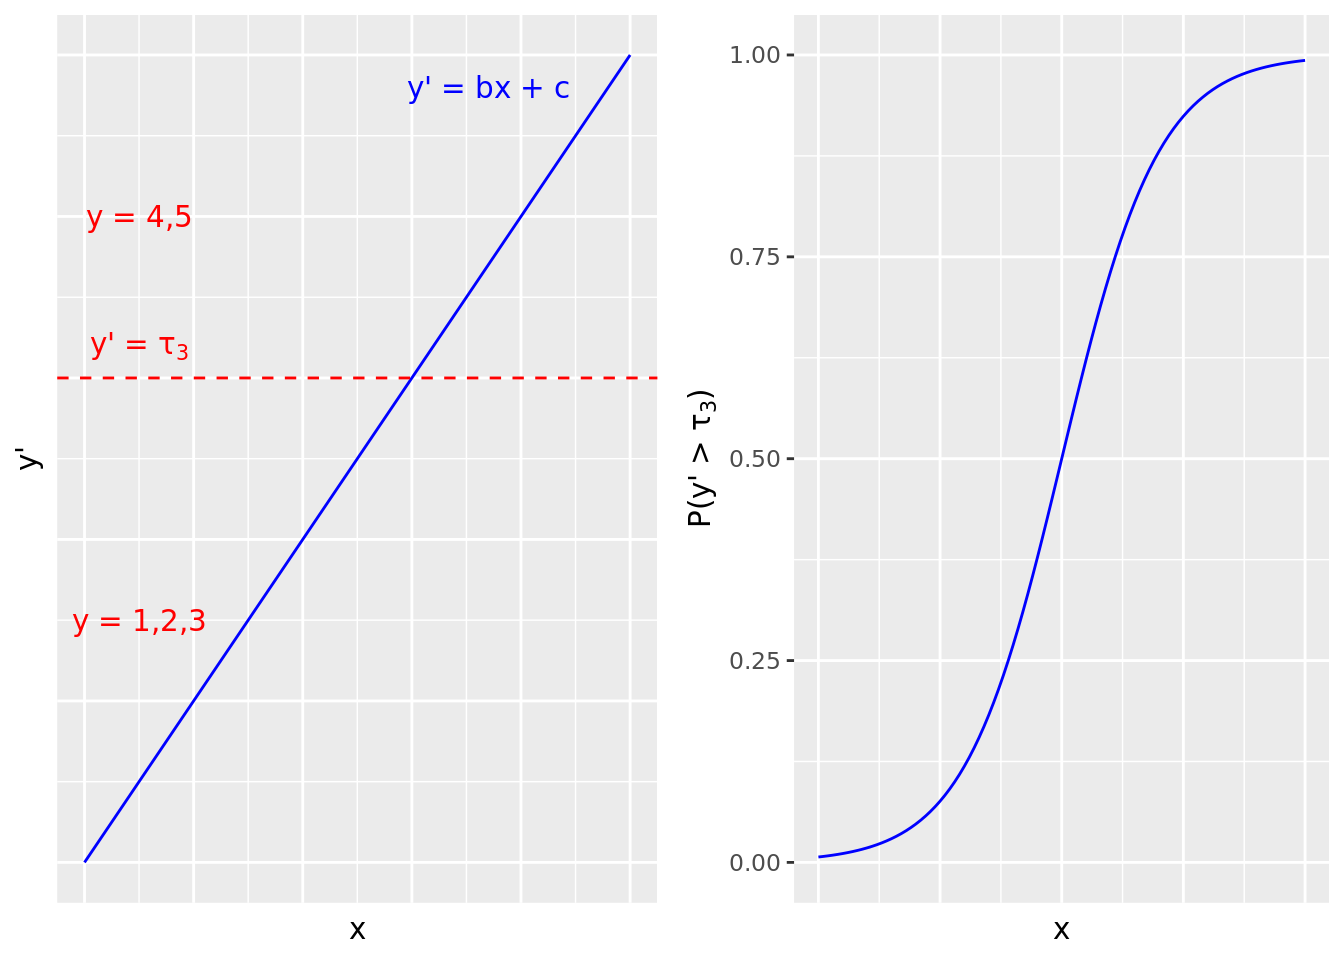 y' = bx + c
y = 4,5
y' = τ₃
y = 1,2,3
y'
x
1.00
0.75
0.50
0.25
0.00
P(y' > τ₃)
x